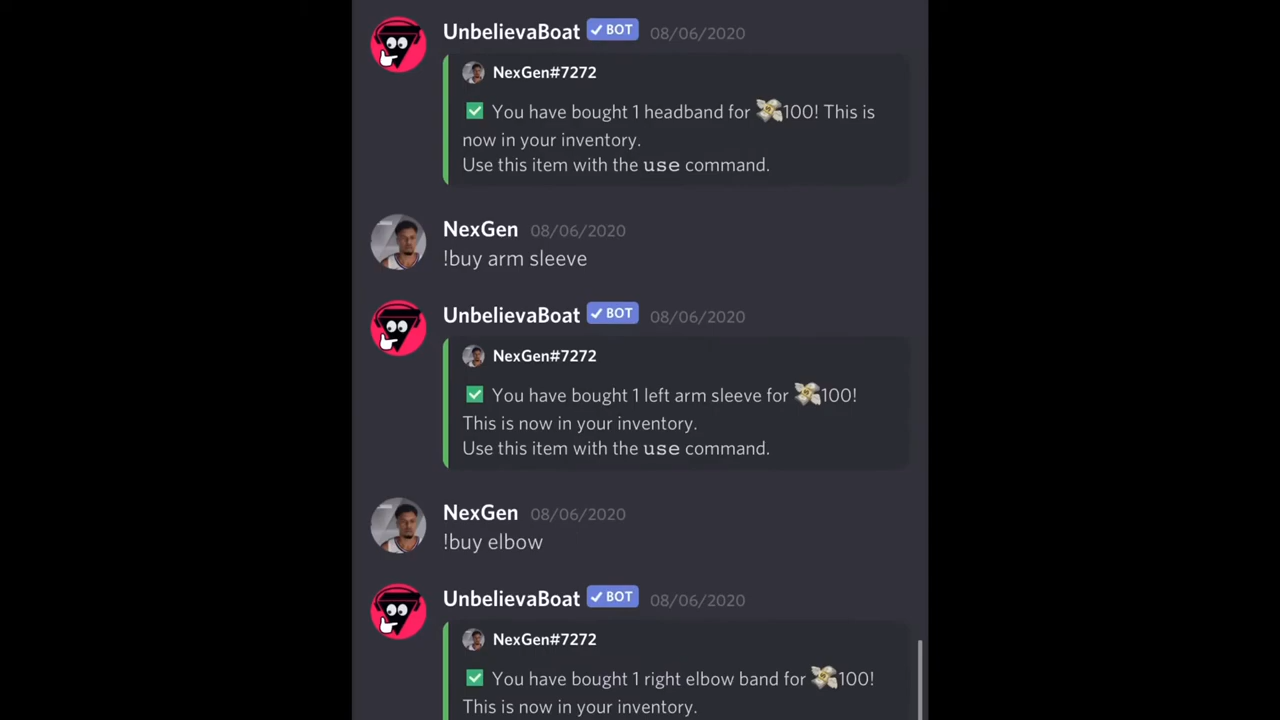 UnbelievaBoat ✓ BOT 08/06/2020
NexGen#7272
✅ You have bought 1 headband for 💸100! This is
now in your inventory.
Use this item with the use command.
NexGen 08/06/2020
!buy arm sleeve
UnbelievaBoat ✓ BOT 08/06/2020
NexGen#7272
✅ You have bought 1 left arm sleeve for 💸100!
This is now in your inventory.
Use this item with the use command.
NexGen 08/06/2020
!buy elbow
UnbelievaBoat ✓ BOT 08/06/2020
NexGen#7272
✅ You have bought 1 right elbow band for 💸100!
This is now in your inventory.